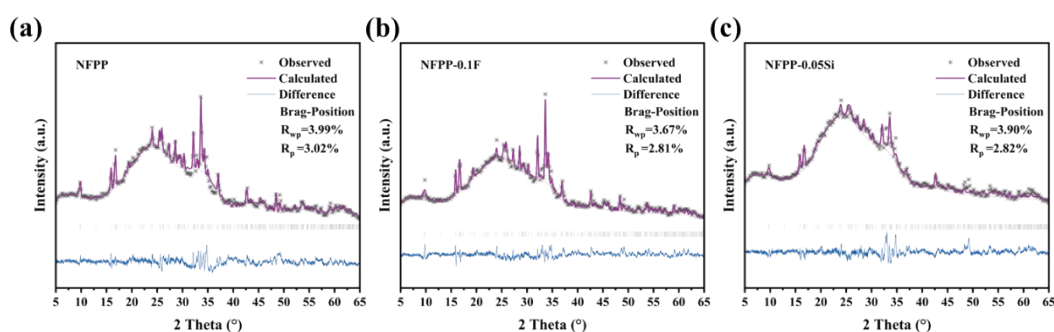 (a)
NFPP
Observed
Calculated
Difference
Brag-Position
Rwp=3.99%
Rp=3.02%
Intensity (a.u.)
5 10 15 20 25 30 35 40 45 50 55 60 65
2 Theta (°)
(b)
NFPP-0.1F
Observed
Calculated
Difference
Brag-Position
Rwp=3.67%
Rp=2.81%
Intensity (a.u.)
5 10 15 20 25 30 35 40 45 50 55 60 65
2 Theta (°)
(c)
NFPP-0.05Si
Observed
Calculated
Difference
Brag-Position
Rwp=3.90%
Rp=2.82%
Intensity (a.u.)
5 10 15 20 25 30 35 40 45 50 55 60 65
2 Theta (°)